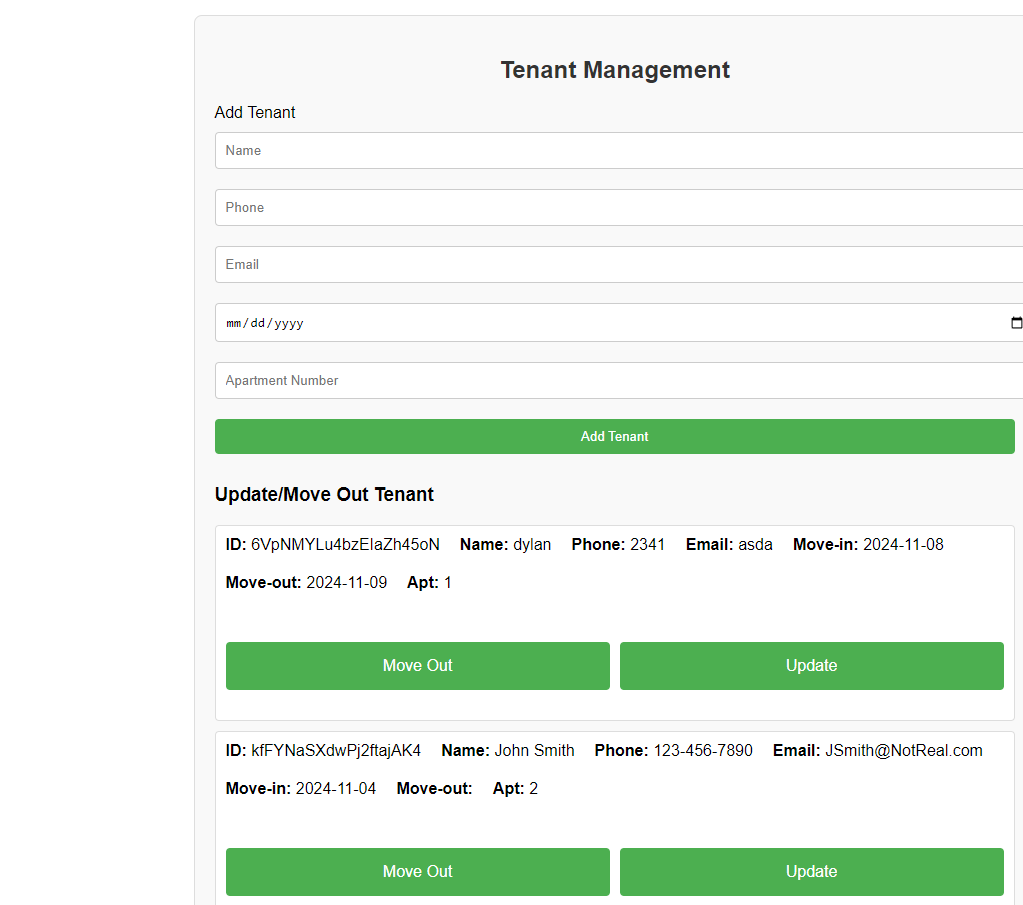 Tenant Management
Add Tenant
Name
Phone
Email
mm/dd/yyyy
Apartment Number
Add Tenant
Update/Move Out Tenant
ID: 6VpNMYLu4bzElaZh45oN Name: dylan Phone: 2341 Email: asda Move-in: 2024-11-08
Move-out: 2024-11-09 Apt: 1
Move Out Update
ID: kfFYNaSXdwPj2ftajAK4 Name: John Smith Phone: 123-456-7890 Email: JSmith@NotReal.com
Move-in: 2024-11-04 Move-out: Apt: 2
Move Out Update